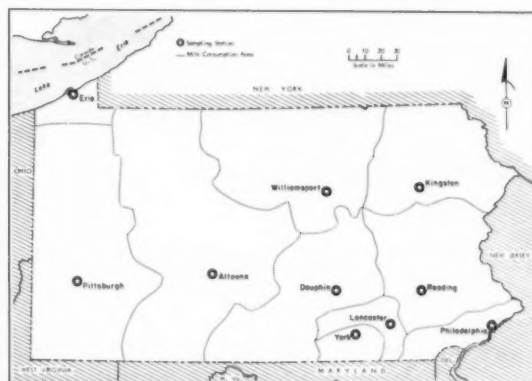 Sampling Station
Milk Consumption Area
Scale in Miles
Lake
Erie
Erie
NEW YORK
N
OHIO
Williamsport
Kingston
NEW JERSEY
Pittsburgh
Altoona
Dauphin
Reading
Lancaster
York
Philadelphia
WEST VIRGINIA
MARYLAND
DEL.